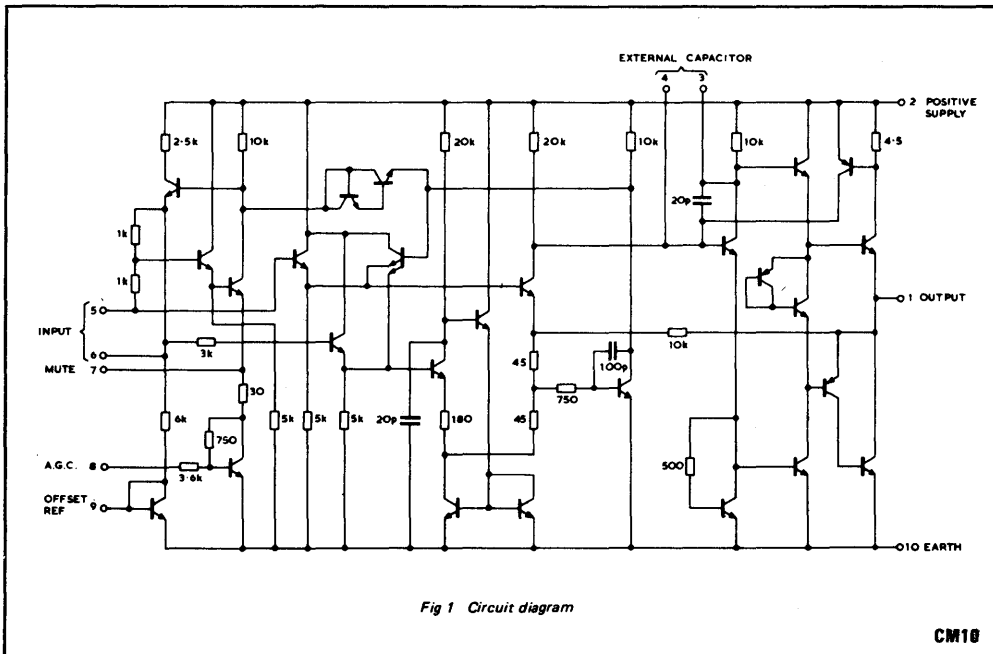 EXTERNAL CAPACITOR
4 3
2 POSITIVE
SUPPLY
2·5k
10k
20k
20k
10k
10k
4·5
20p
1k
1k
5
INPUT
6
MUTE 7
3k
1 OUTPUT
10k
45
100p
750
45
30
6k
750
5k
5k
5k
20p
180
500
A.G.C. 8
3·6k
OFFSET
REF 9
10 EARTH
Fig 1 Circuit diagram
CM10